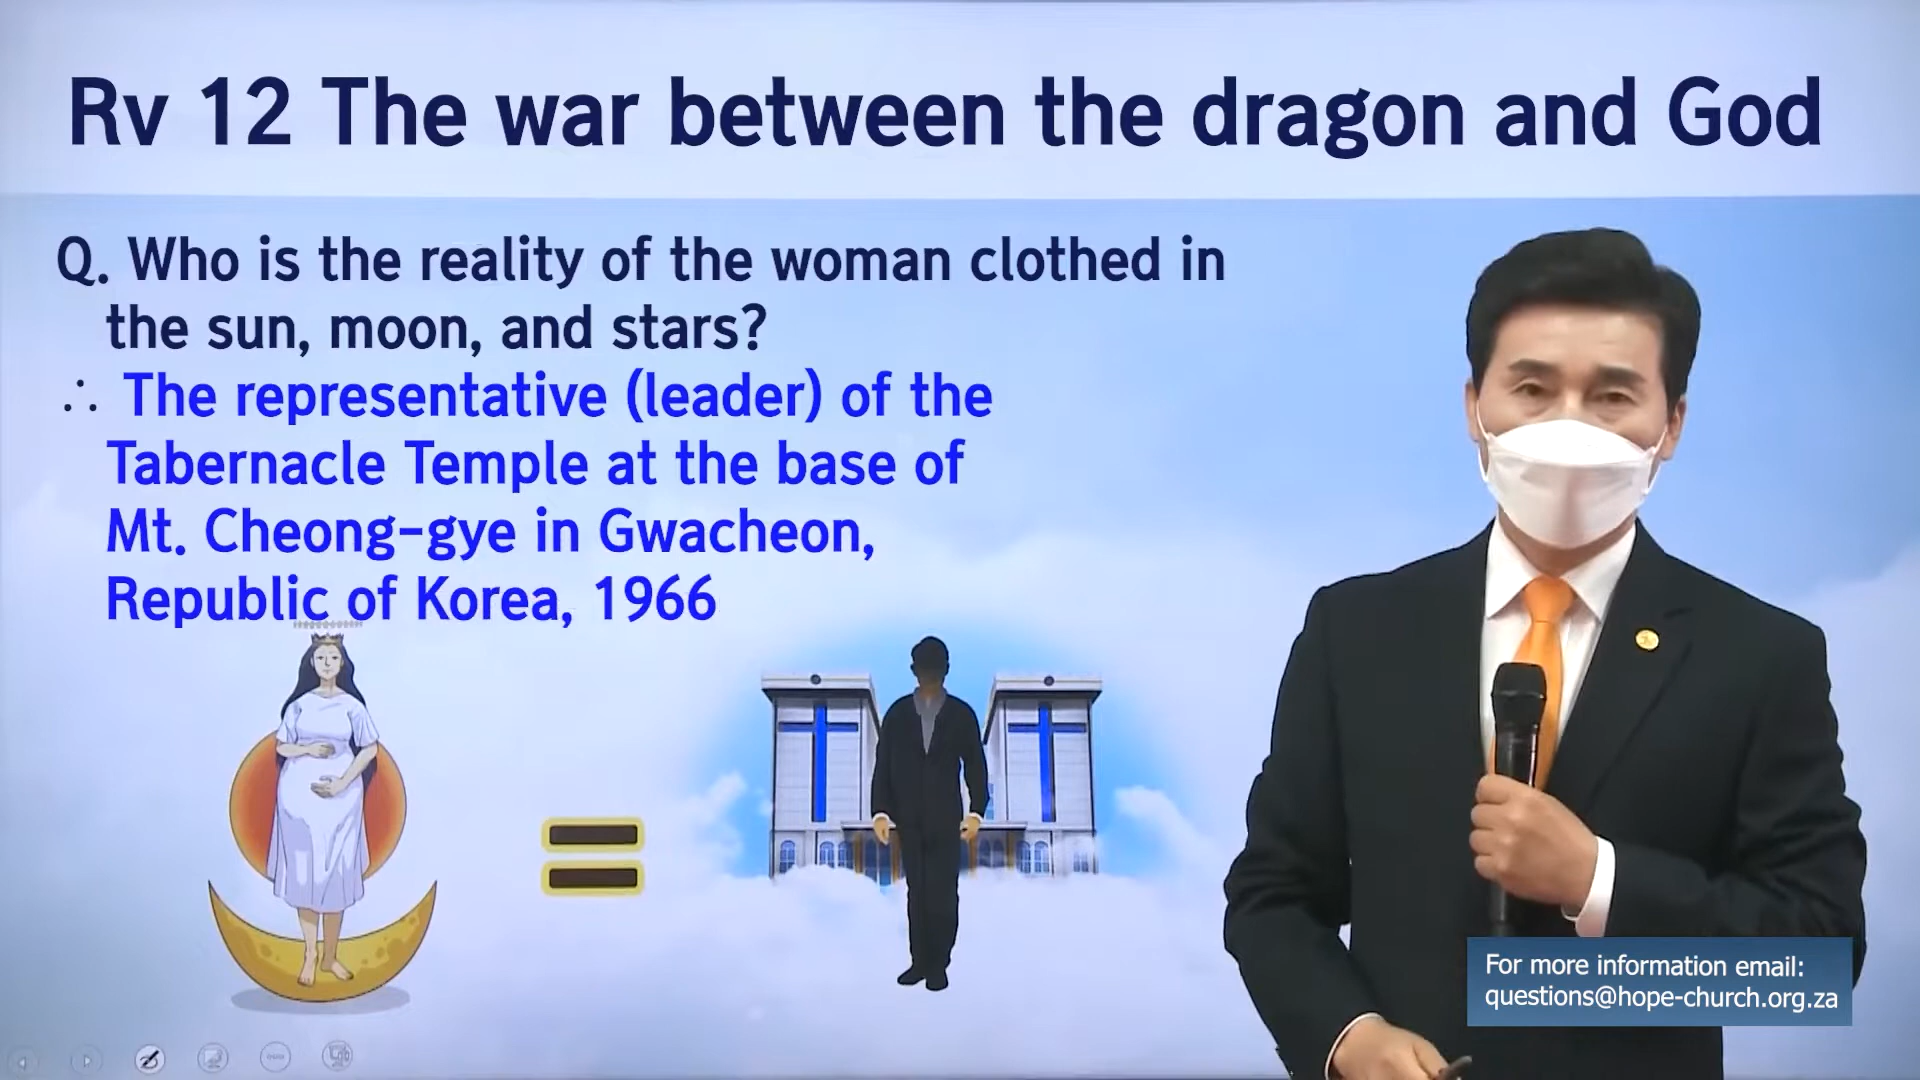 Rv 12 The war between the dragon and God
Q. Who is the reality of the woman clothed in
the sun, moon, and stars?
∴ The representative (leader) of the
Tabernacle Temple at the base of
Mt. Cheong-gye in Gwacheon,
Republic of Korea, 1966
For more information email:
questions@hope-church.org.za